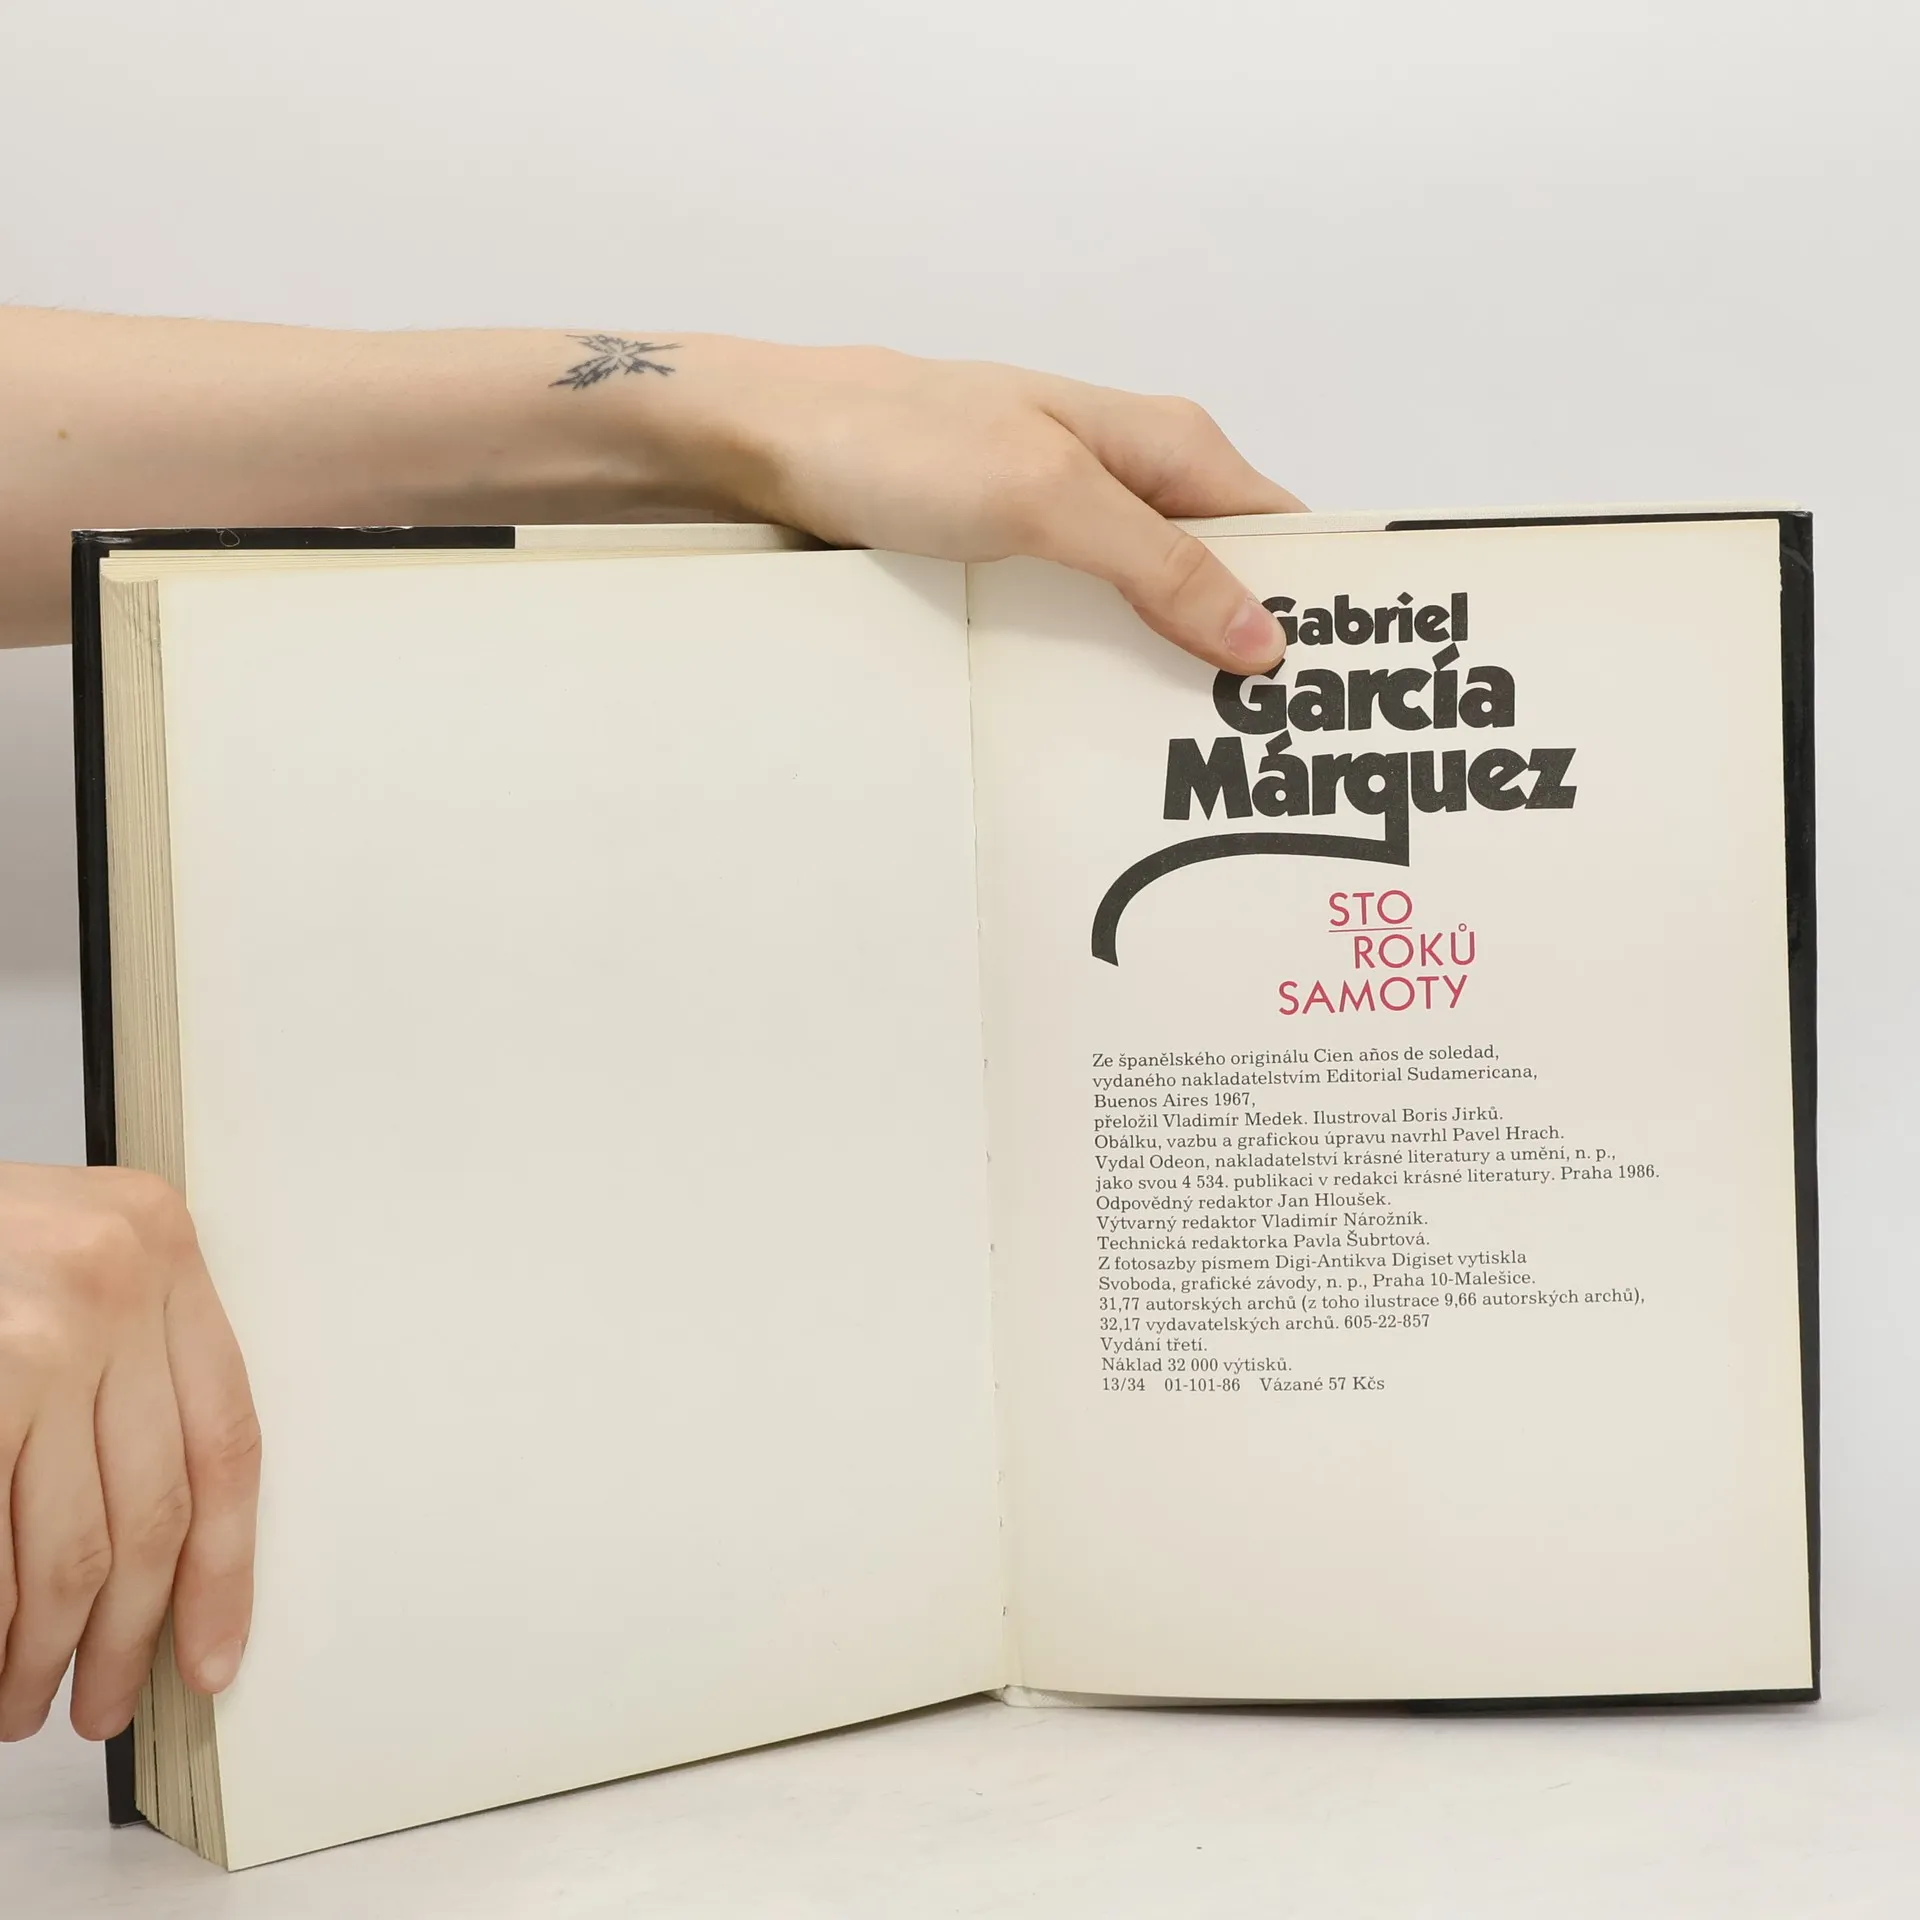 Gabriel
García
Márquez
STO
ROKŮ
SAMOTY
Ze španělského originálu Cien años de soledad,
vydaného nakladatelstvím Editorial Sudamericana,
Buenos Aires 1967,
přeložil Vladimír Medek. Ilustroval Boris Jirků.
Obálku, vazbu a grafickou úpravu navrhl Pavel Hrach.
Vydal Odeon, nakladatelství krásné literatury a umění, n. p.,
jako svou 4 534. publikaci v redakci krásné literatury. Praha 1986.
Odpovědný redaktor Jan Hloušek.
Výtvarný redaktor Vladimír Nárožník.
Technická redaktorka Pavla Šubrtová.
Z fotosazby písmem Digi-Antikva Digiset vytiskla
Svoboda, grafické závody, n. p., Praha 10-Malešice.
31,77 autorských archů (z toho ilustrace 9,66 autorských archů),
32,17 vydavatelských archů. 605-22-857
Vydání třetí.
Náklad 32 000 výtisků.
13/34 01-101-86 Vázané 57 Kčs